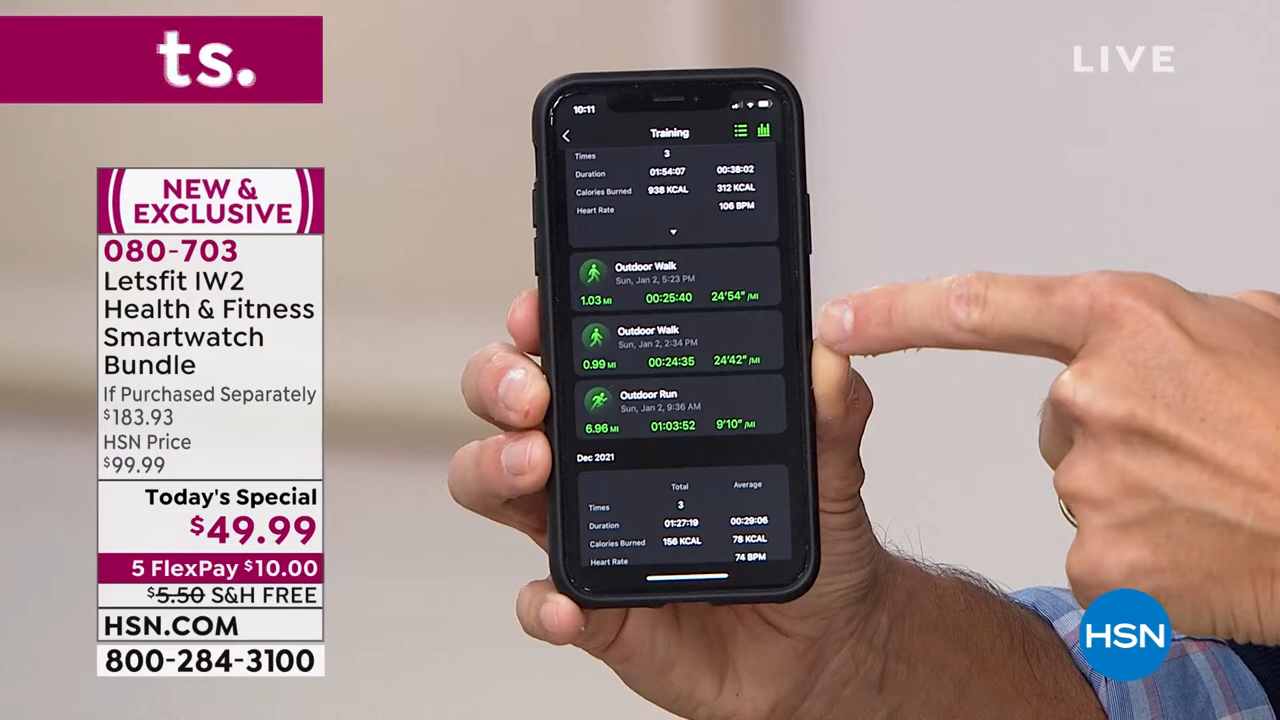 ts.
LIVE
NEW &
EXCLUSIVE
080-703
Letsfit IW2
Health & Fitness
Smartwatch
Bundle
If Purchased Separately
$183.93
HSN Price
$99.99
Today's Special
$49.99
5 FlexPay $10.00
$5.50 S&H FREE
HSN.COM
800-284-3100
10:11
Training
Times 3
Duration 01:54:07 00:38:02
Calories Burned 938 KCAL 312 KCAL
Heart Rate 106 BPM
Outdoor Walk
Sun, Jan 2, 5:23 PM
1.03 MI 00:25:40 24'54" /MI
Outdoor Walk
Sun, Jan 2, 2:34 PM
0.99 MI 00:24:35 24'42" /MI
Outdoor Run
Sun, Jan 2, 9:36 AM
6.96 MI 01:03:52 9'10" /MI
Dec 2021
Total Average
Times 3
Duration 01:27:19 00:29:06
Calories Burned 156 KCAL 78 KCAL
Heart Rate 74 BPM
HSN